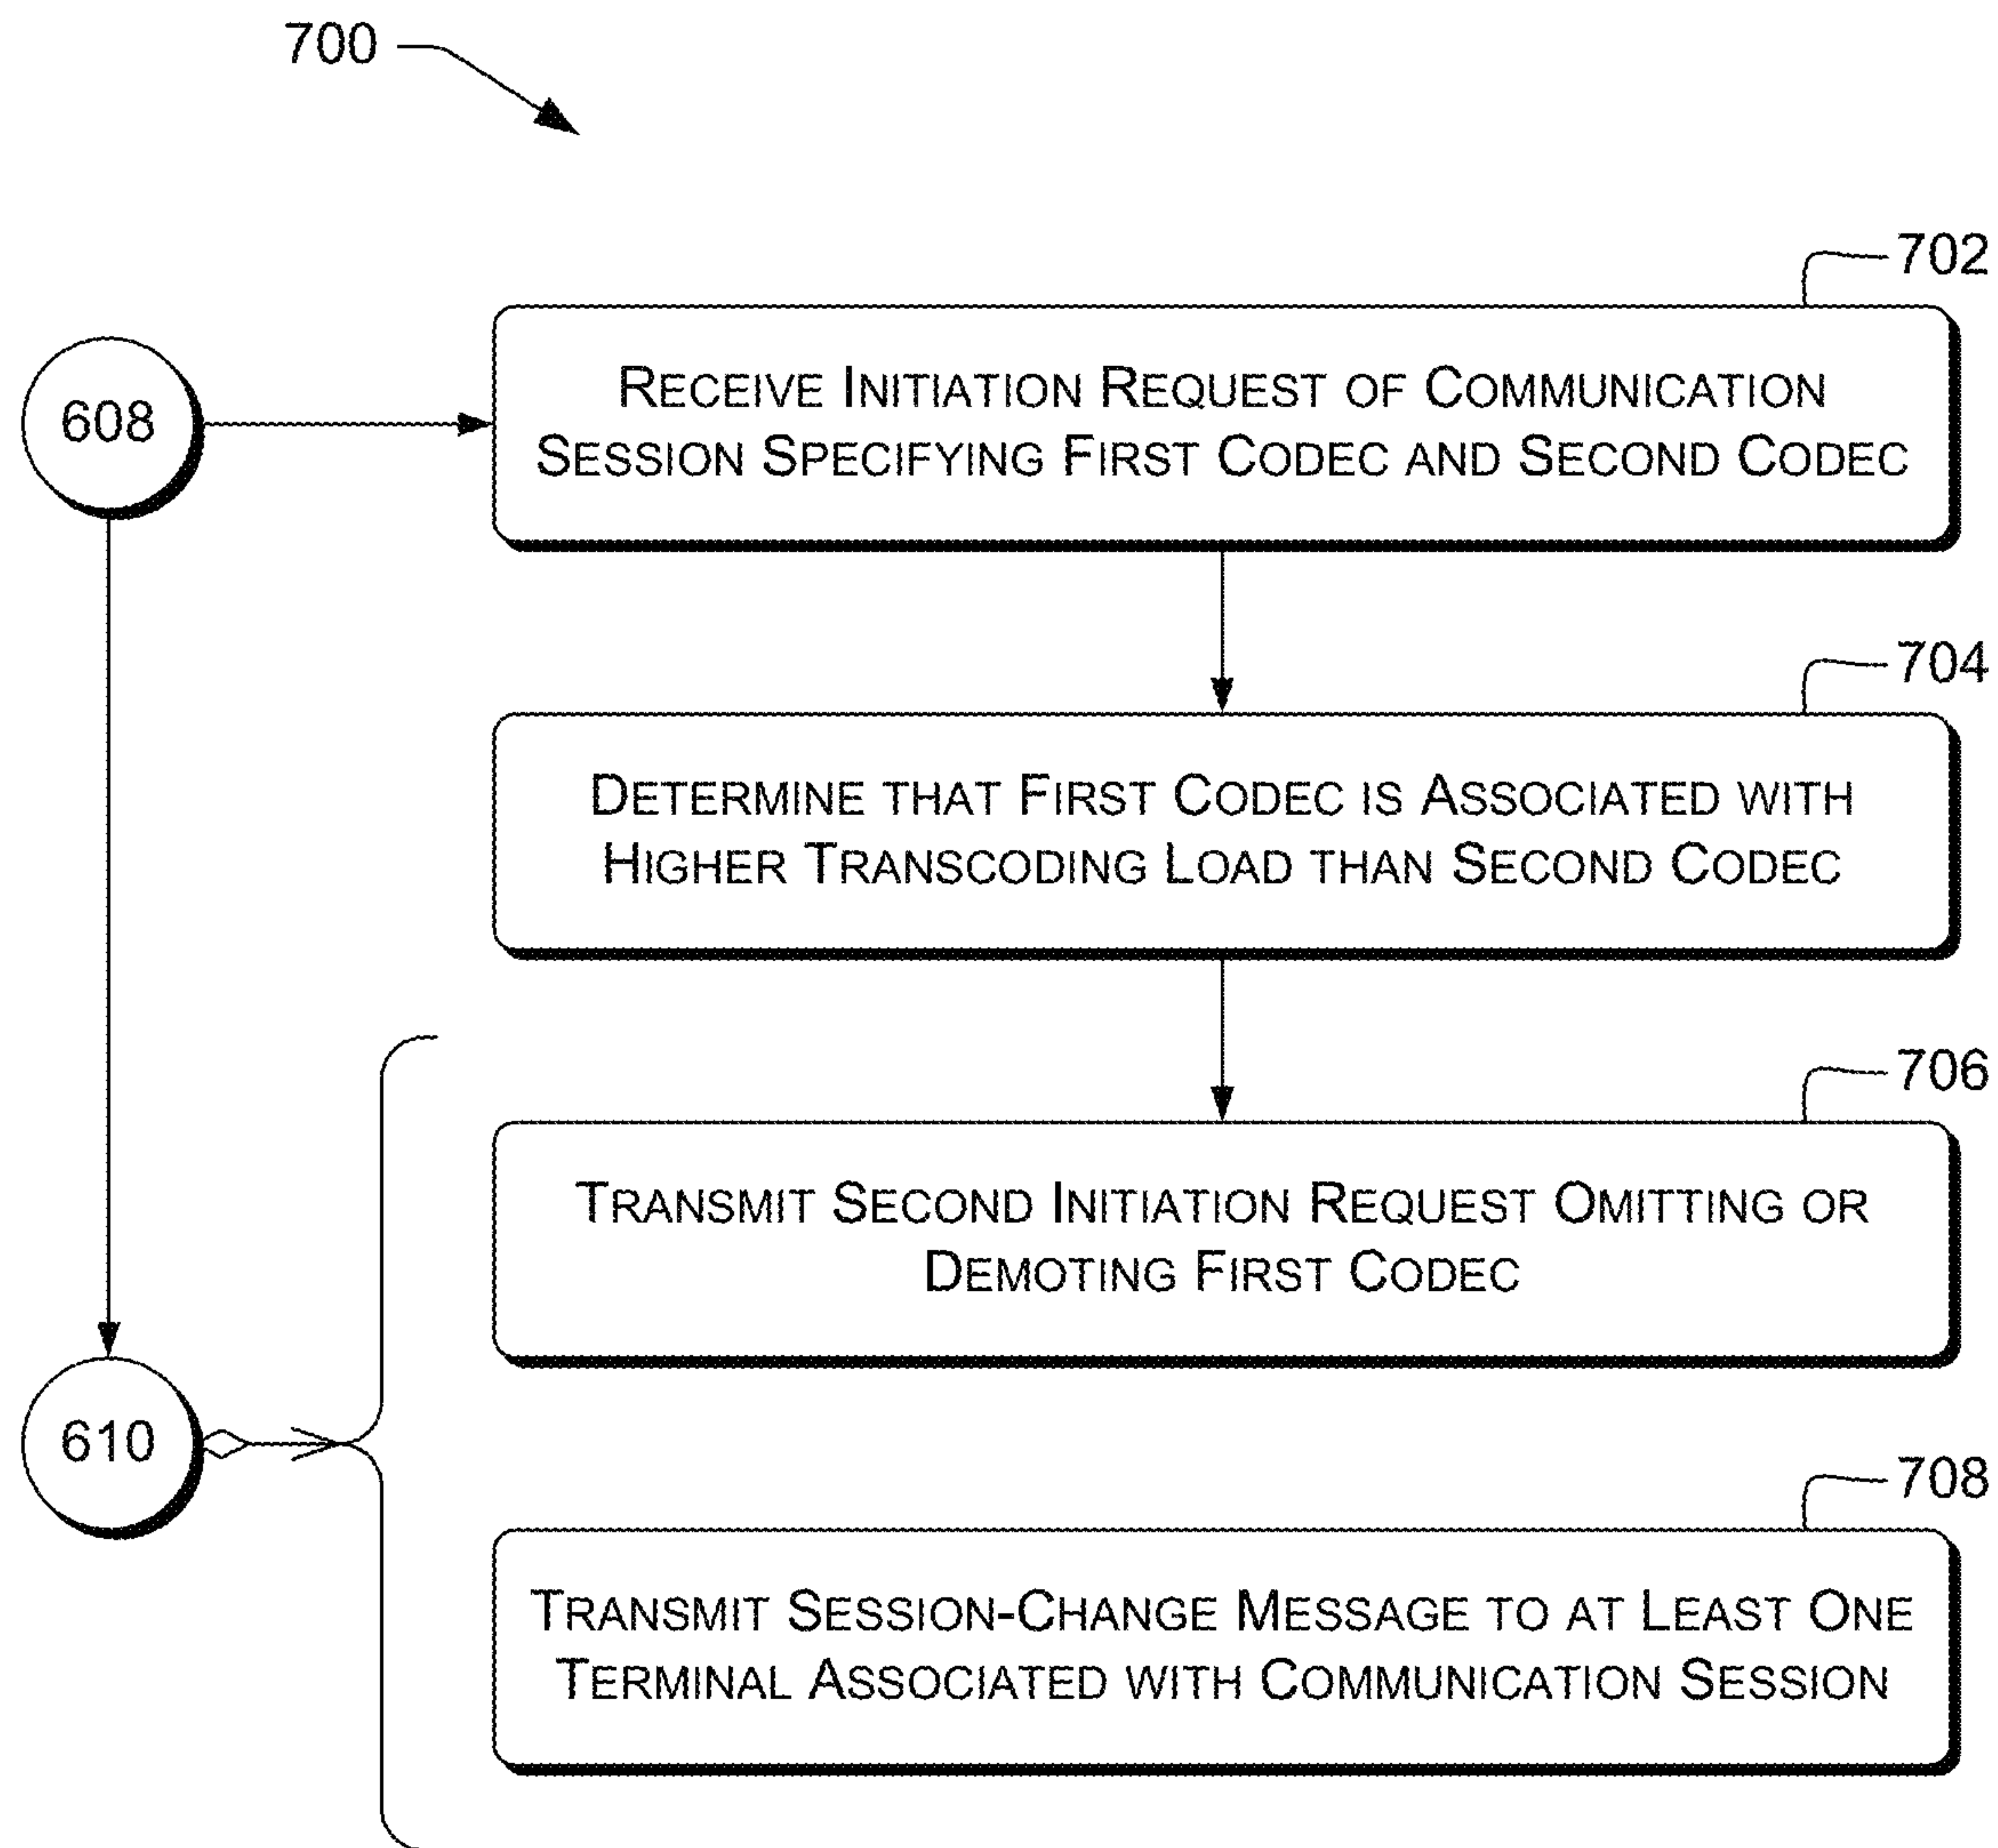 700
702
608
RECEIVE INITIATION REQUEST OF COMMUNICATION
SESSION SPECIFYING FIRST CODEC AND SECOND CODEC
704
DETERMINE THAT FIRST CODEC IS ASSOCIATED WITH
HIGHER TRANSCODING LOAD THAN SECOND CODEC
706
TRANSMIT SECOND INITIATION REQUEST OMITTING OR
DEMOTING FIRST CODEC
610
708
TRANSMIT SESSION-CHANGE MESSAGE TO AT LEAST ONE
TERMINAL ASSOCIATED WITH COMMUNICATION SESSION